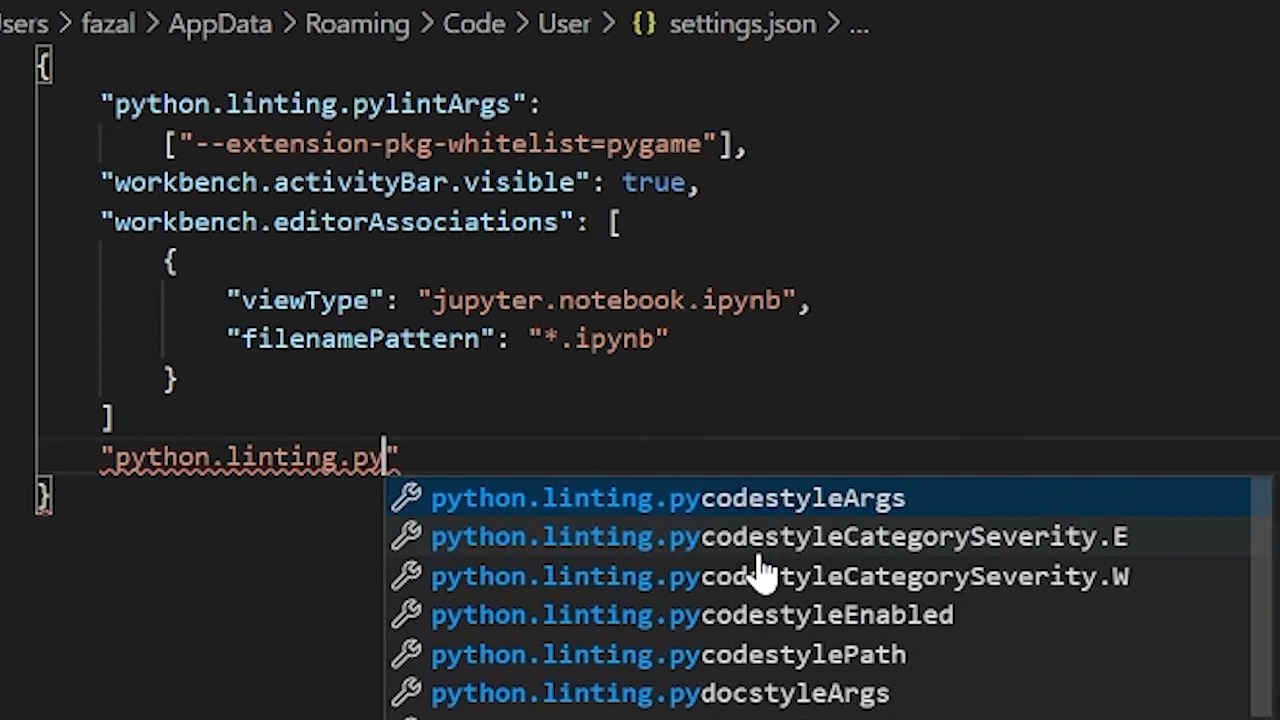 sers > fazal > AppData > Roaming > Code > User > {} settings.json > ...
{
"python.linting.pylintArgs":
["--extension-pkg-whitelist=pygame"],
"workbench.activityBar.visible": true,
"workbench.editorAssociations": [
{
"viewType": "jupyter.notebook.ipynb",
"filenamePattern": "*.ipynb"
}
]
"python.linting.py"
}
python.linting.pycodestyleArgs
python.linting.pycodestyleCategorySeverity.E
python.linting.pycodestyleCategorySeverity.W
python.linting.pycodestyleEnabled
python.linting.pycodestylePath
python.linting.pydocstyleArgs